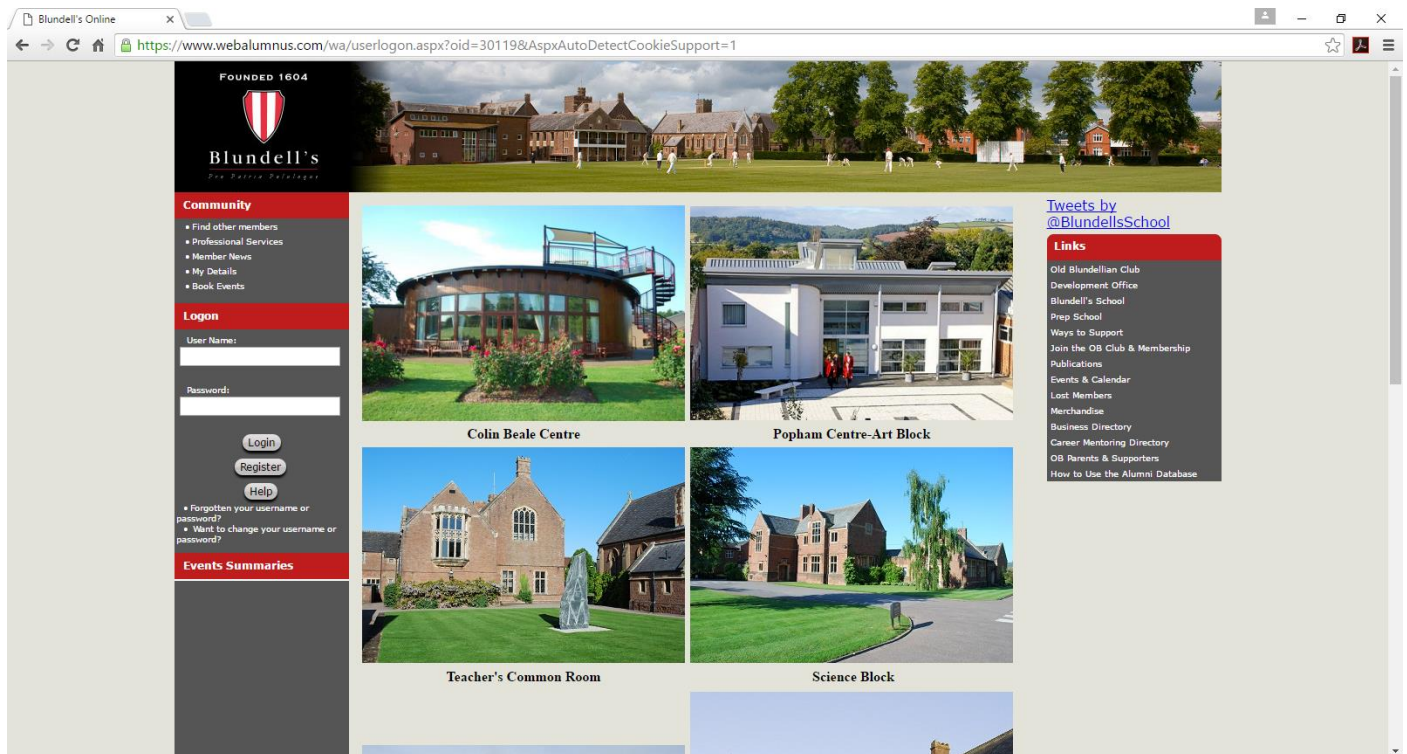 Blundell's Online
https://www.webalumnus.com/wa/userlogon.aspx?oid=30119&AspxAutoDetectCookieSupport=1
FOUNDED 1604
Blundell's
Pro Patria Populoque
Community
• Find other members
• Professional Services
• Member News
• My Details
• Book Events
Logon
User Name:
Password:
Login
Register
Help
• Forgotten your username or
password?
• Want to change your username or
password?
Events Summaries
Colin Beale Centre
Popham Centre-Art Block
Teacher's Common Room
Science Block
Tweets by
@BlundellsSchool
Links
Old Blundellian Club
Development Office
Blundell's School
Prep School
Ways to Support
Join the OB Club & Membership
Publications
Events & Calendar
Lost Members
Merchandise
Business Directory
Career Mentoring Directory
OB Parents & Supporters
How to Use the Alumni Database